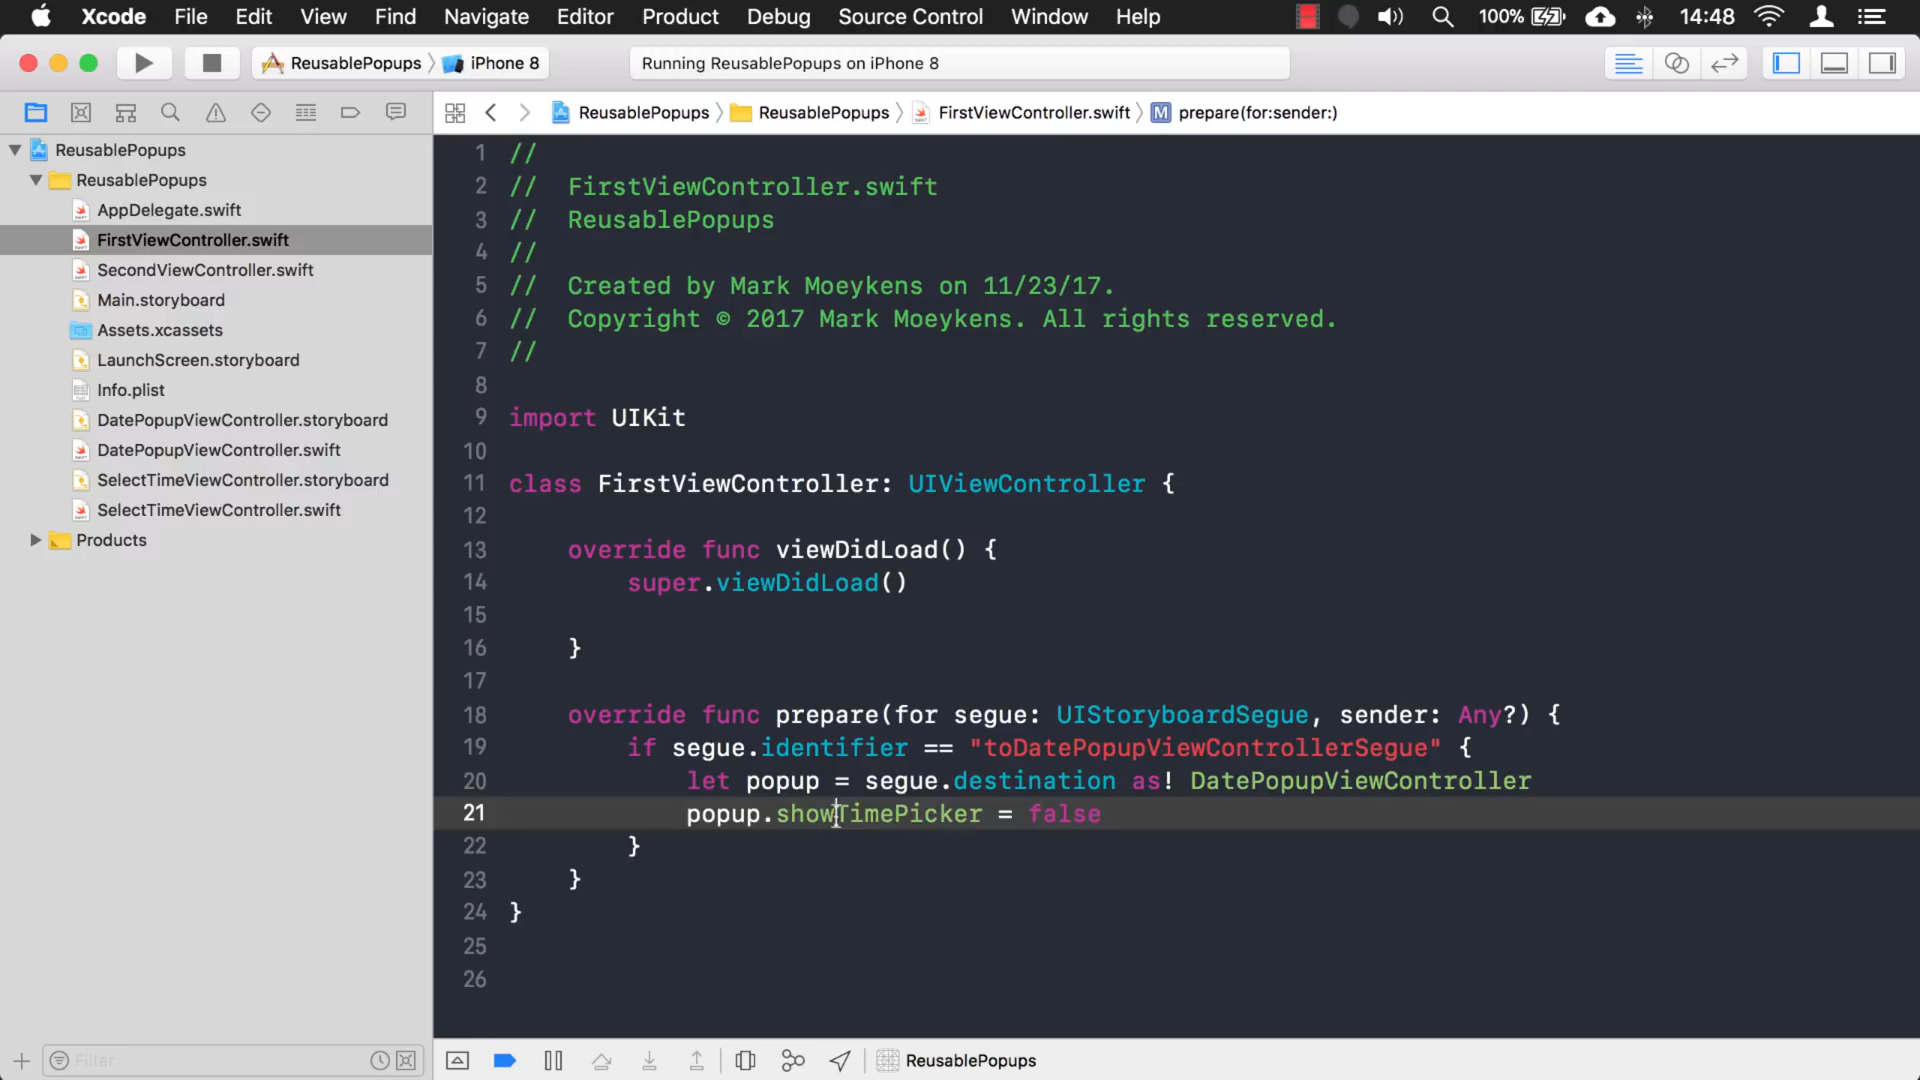 Xcode File Edit View Find Navigate Editor Product Debug Source Control Window Help 100% 14:48
ReusablePopups iPhone 8 Running ReusablePopups on iPhone 8
ReusablePopups ReusablePopups FirstViewController.swift M prepare(for:sender:)
ReusablePopups
ReusablePopups
AppDelegate.swift
FirstViewController.swift
SecondViewController.swift
Main.storyboard
Assets.xcassets
LaunchScreen.storyboard
Info.plist
DatePopupViewController.storyboard
DatePopupViewController.swift
SelectTimeViewController.storyboard
SelectTimeViewController.swift
Products
Filter
1 //
2 // FirstViewController.swift
3 // ReusablePopups
4 //
5 // Created by Mark Moeykens on 11/23/17.
6 // Copyright © 2017 Mark Moeykens. All rights reserved.
7 //
8
9 import UIKit
10
11 class FirstViewController: UIViewController {
12
13 override func viewDidLoad() {
14 super.viewDidLoad()
15
16 }
17
18 override func prepare(for segue: UIStoryboardSegue, sender: Any?) {
19 if segue.identifier == "toDatePopupViewControllerSegue" {
20 let popup = segue.destination as! DatePopupViewController
21 popup.showTimePicker = false
22 }
23 }
24 }
25
26
ReusablePopups